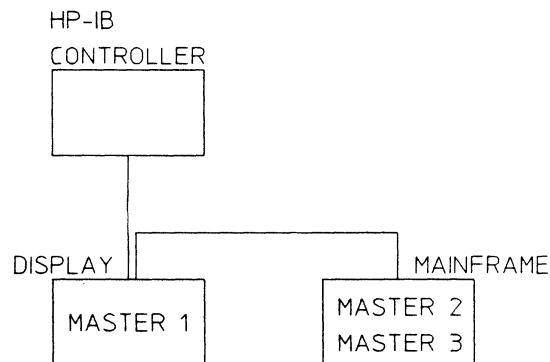 HP-IB
CONTROLLER
DISPLAY
MAINFRAME
MASTER 1
MASTER 2
MASTER 3